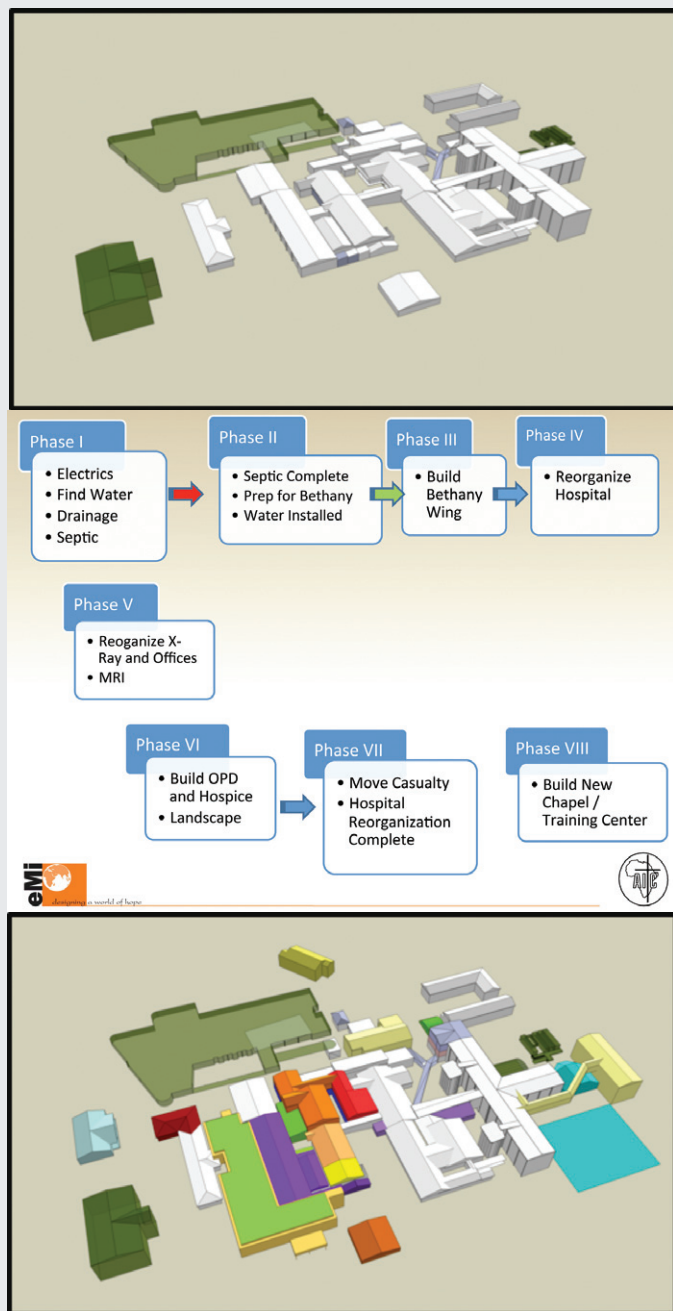 Phase I
• Electrics
• Find Water
• Drainage
• Septic
Phase II
• Septic Complete
• Prep for Bethany
• Water Installed
Phase III
• Build
Bethany
Wing
Phase IV
• Reorganize
Hospital
Phase V
• Reoganize X-
Ray and Offices
• MRI
Phase VI
• Build OPD
and Hospice
• Landscape
Phase VII
• Move Casualty
• Hospital
Reorganization
Complete
Phase VIII
• Build New
Chapel /
Training Center
eMi
designing a world of hope
AIC